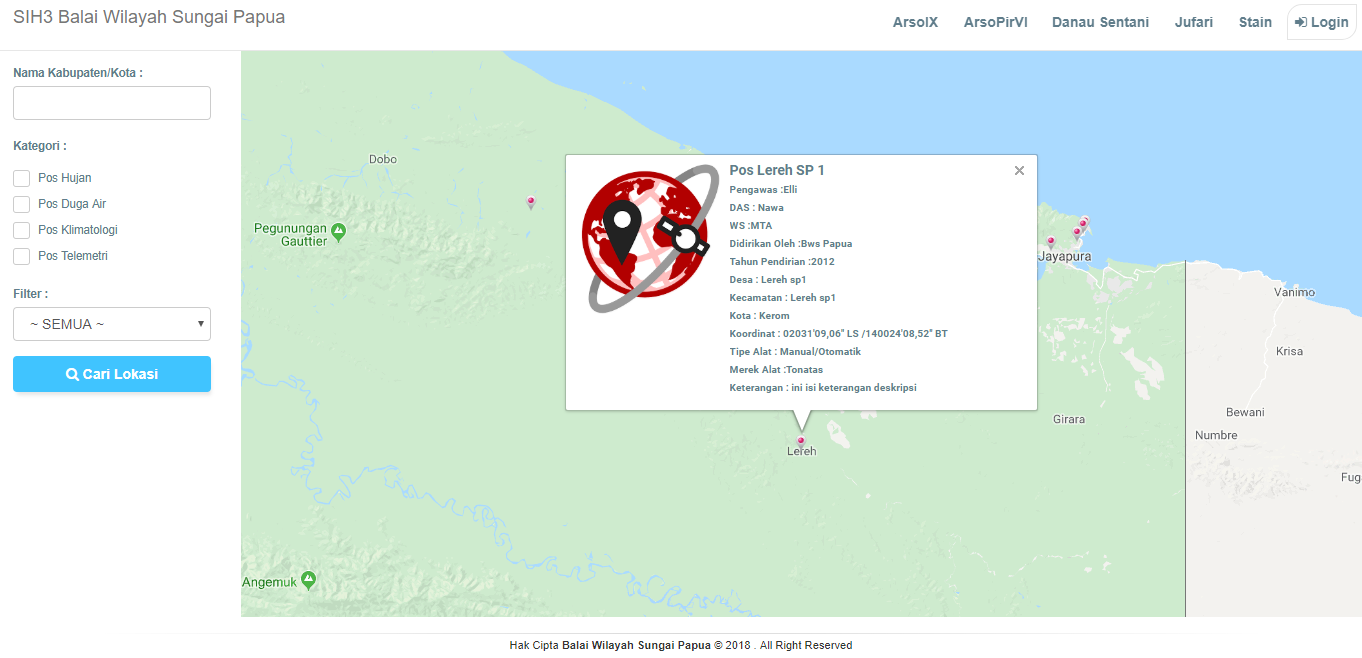 SIH3 Balai Wilayah Sungai Papua
ArsoIX ArsoPirVI Danau Sentani Jufari Stain Login
Nama Kabupaten/Kota :
Kategori :
Pos Hujan
Pos Duga Air
Pos Klimatologi
Pos Telemetri
Filter :
~ SEMUA ~
Cari Lokasi
Dobo
Pegunungan
Gauttier
Pos Lereh SP 1
Pengawas :Elli
DAS : Nawa
WS :MTA
Didirikan Oleh :Bws Papua
Tahun Pendirian :2012
Desa : Lereh sp1
Kecamatan : Lereh sp1
Kota : Kerom
Koordinat : 02031'09,06" LS /140024'08,52" BT
Tipe Alat : Manual/Otomatik
Merek Alat :Tonatas
Keterangan : ini isi keterangan deskripsi
Jayapura
Vanimo
Krisa
Bewani
Girara
Numbre
Lereh
Fug
Angemuk
Hak Cipta Balai Wilayah Sungai Papua © 2018 . All Right Reserved